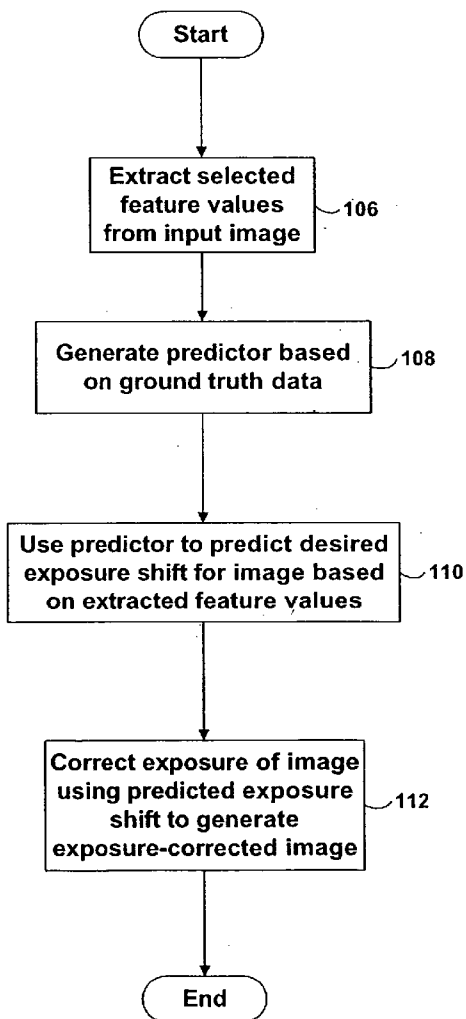 Start
Extract selected
feature values
from input image
106
Generate predictor based
on ground truth data
108
Use predictor to predict desired
exposure shift for image based
on extracted feature values
110
Correct exposure of image
using predicted exposure
shift to generate
exposure-corrected image
112
End